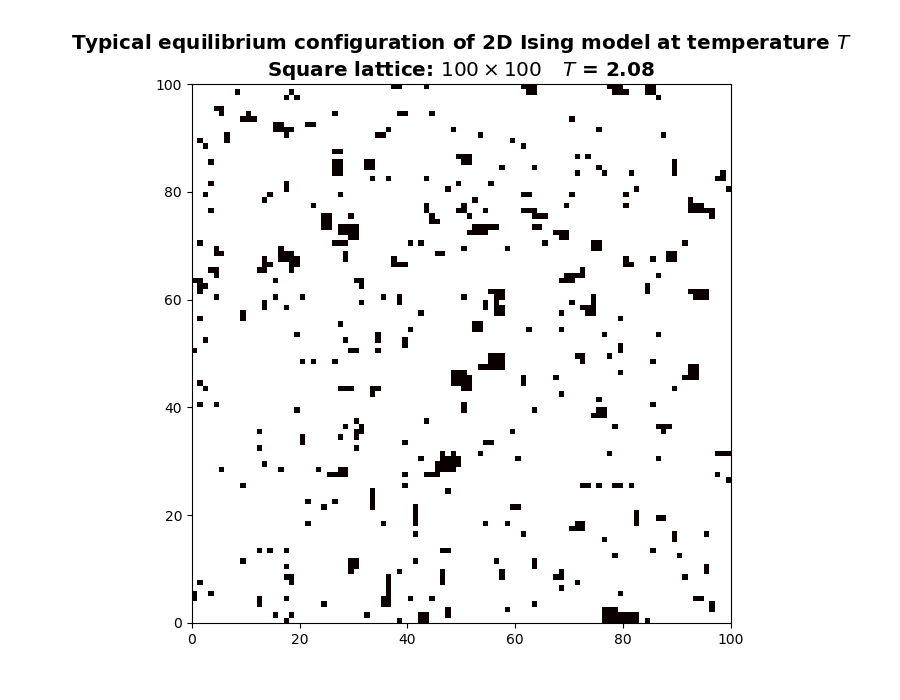 Typical equilibrium configuration of 2D Ising model at temperature T
Square lattice: 100 × 100 T = 2.08
100
80
60
40
20
0
0 20 40 60 80 100